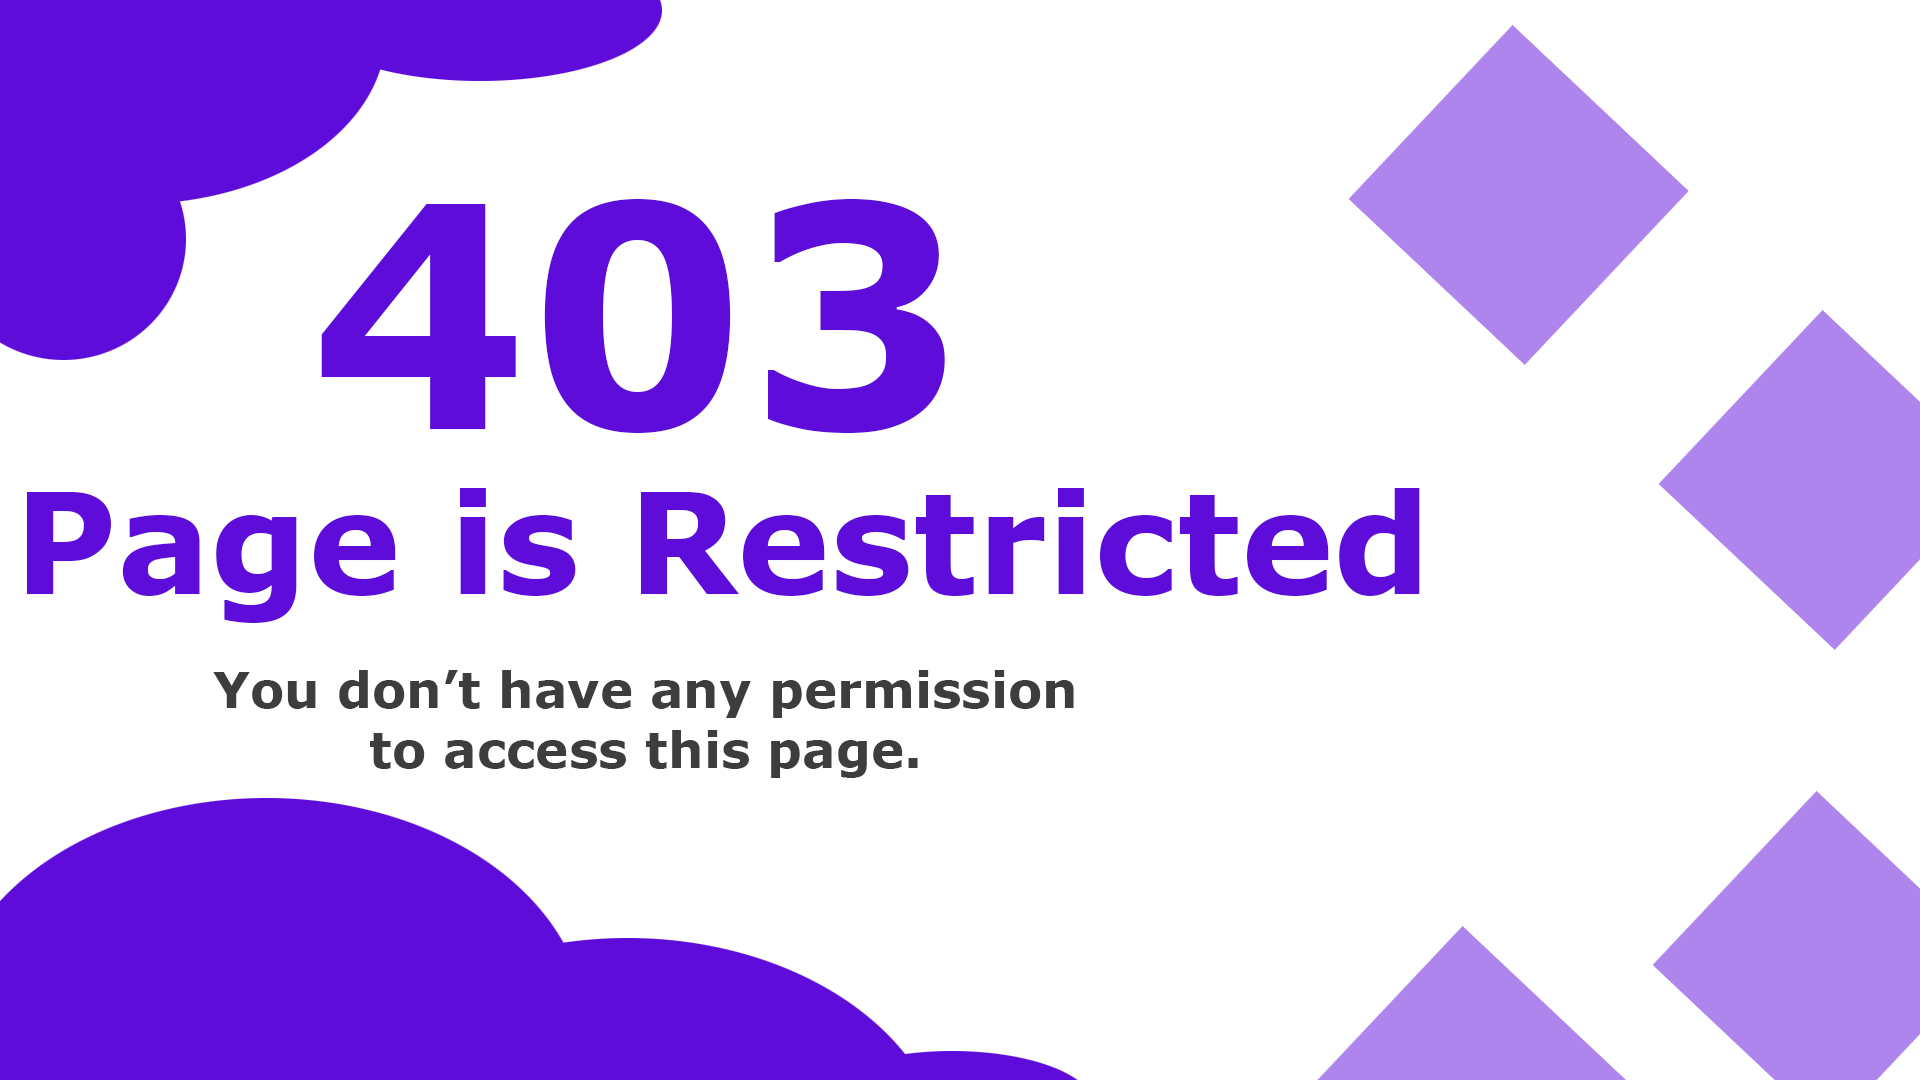 403
Page is Restricted
You don’t have any permission
to access this page.